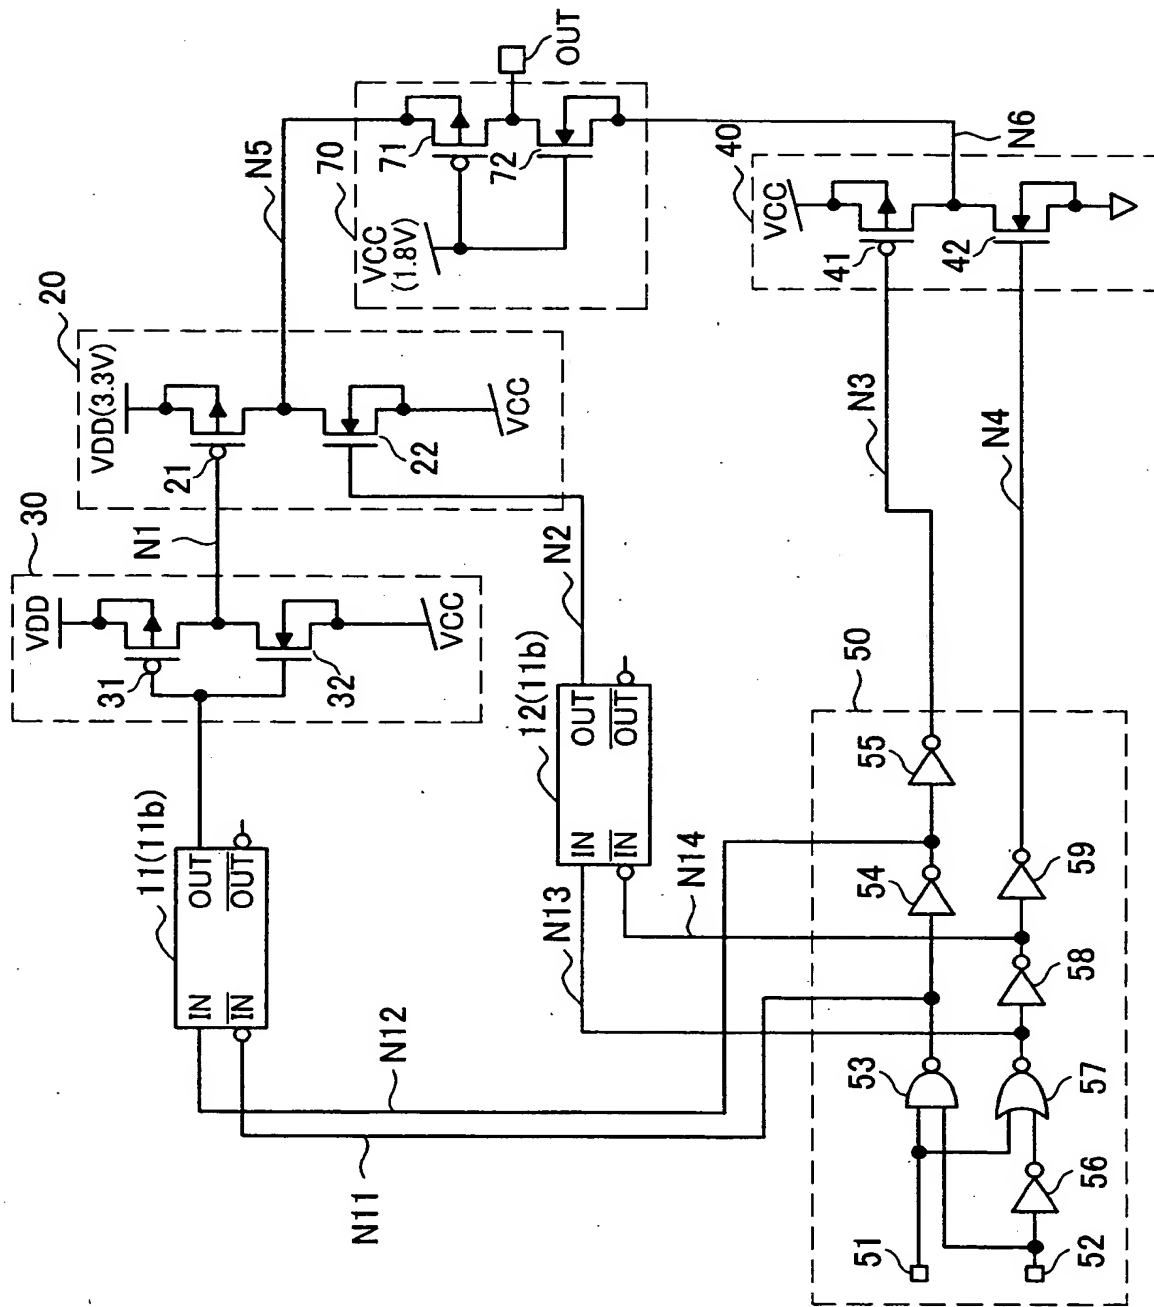 30
VDD
31
32
VCC
N1
20
VDD(3.3V)
21
22
VCC
N5
70
VCC
(1.8V)
71
72
OUT
11(11b)
IN
IN
OUT
OUT
N12
N11
12(11b)
IN
IN
OUT
OUT
N2
N13
N14
40
VCC
41
42
N6
N3
N4
50
51
52
53
54
55
56
57
58
59